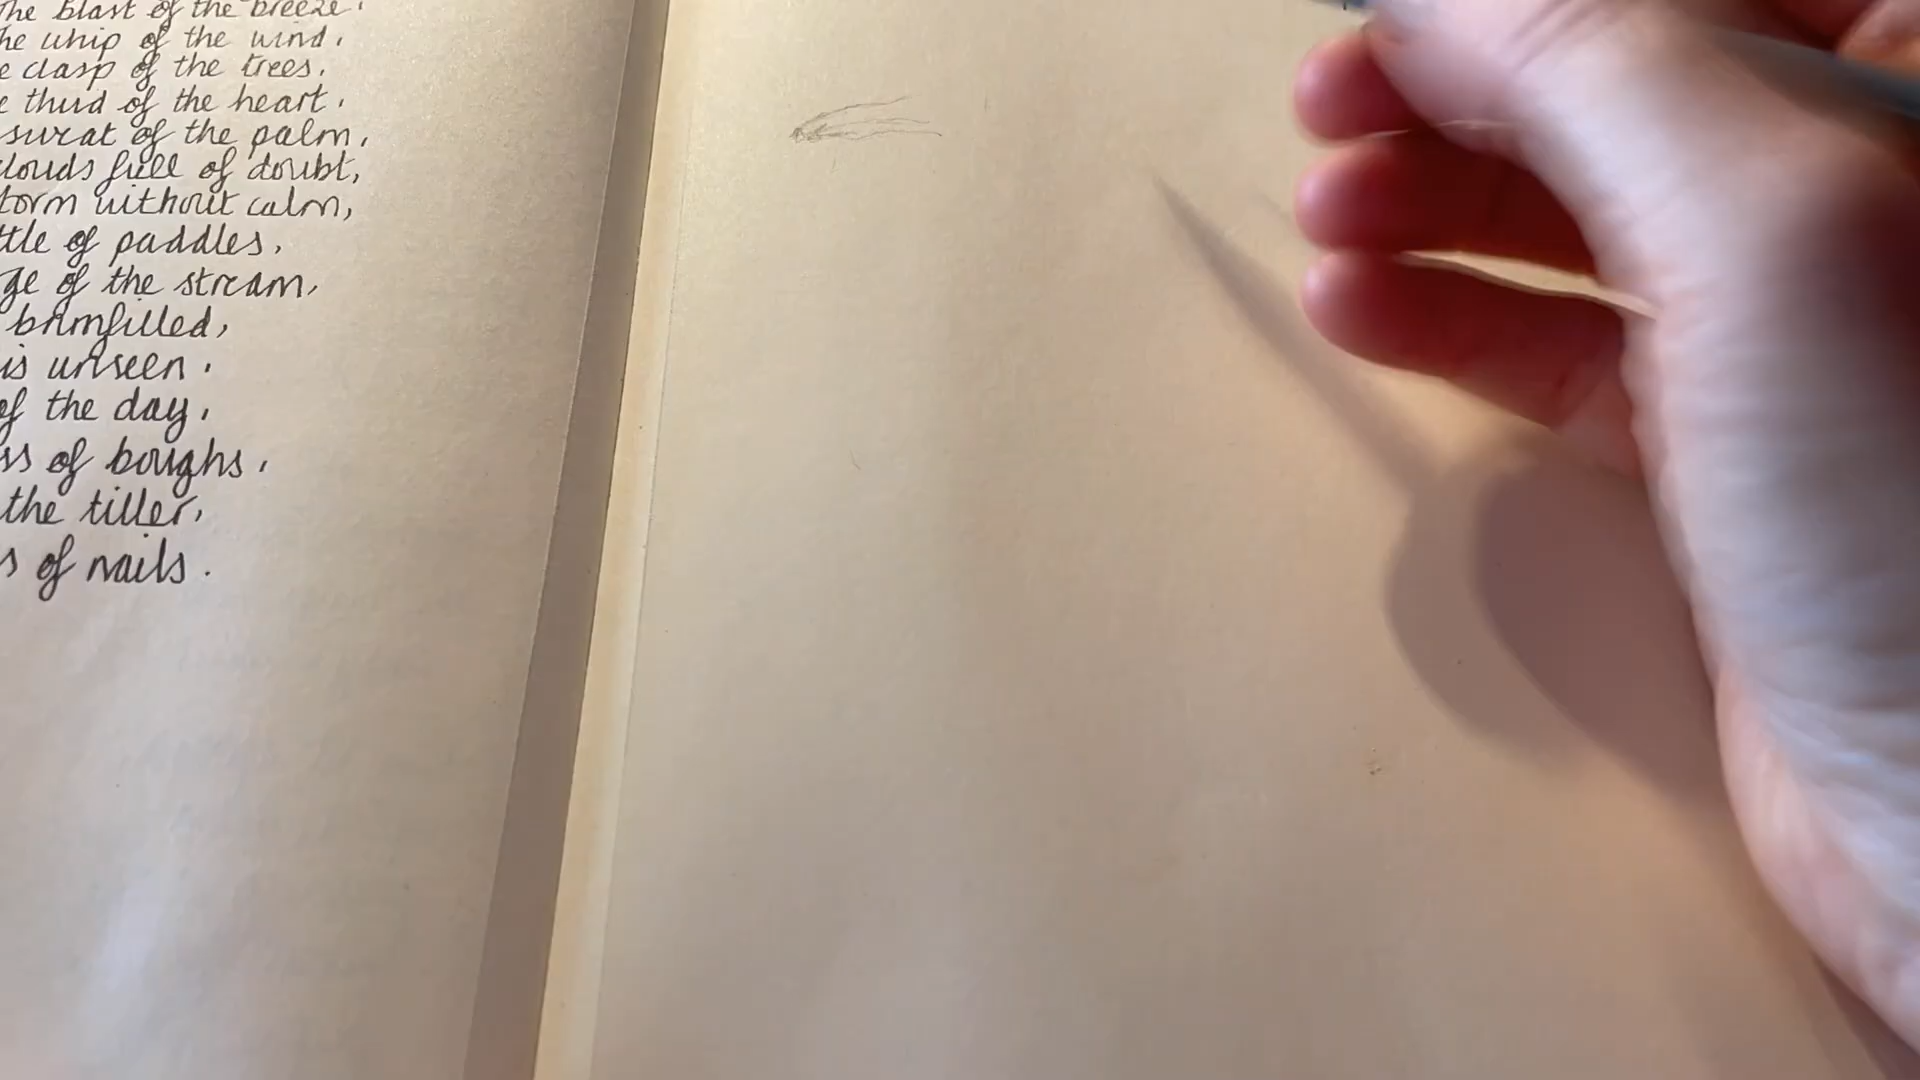 The blast of the breeze,
he whip of the wind,
e clasp of the trees,
e thud of the heart,
sweat of the palm,
louds full of doubt,
torm without calm,
ttle of paddles,
ge of the stream,
brimfilled,
is unseen.
of the day,
ss of boughs,
the tiller,
s of nails.